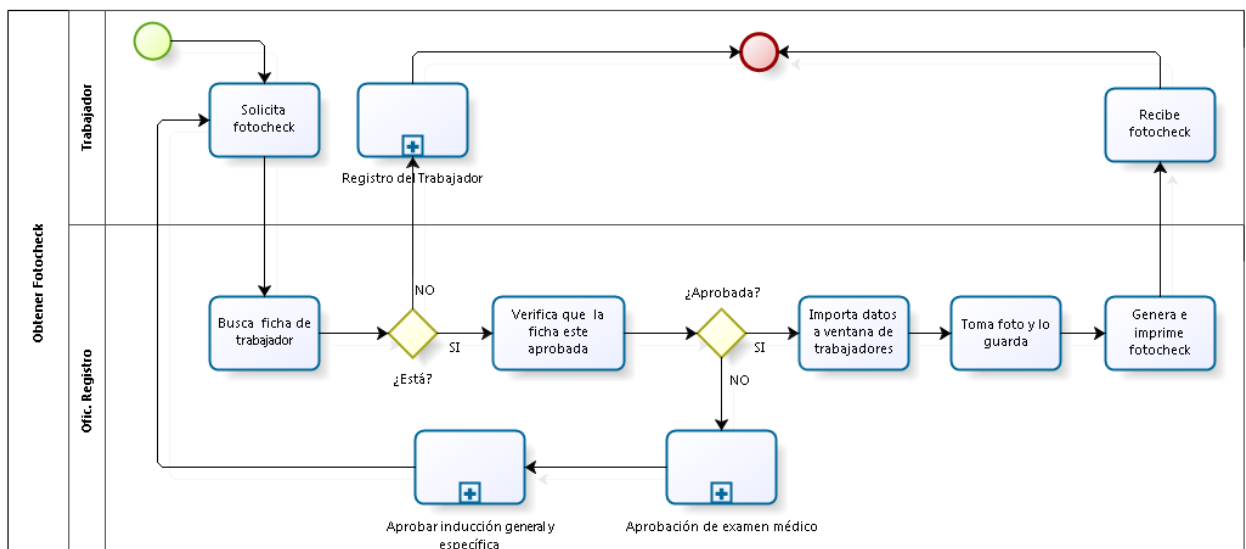 Obtener Fotocheck
Trabajador
Solicita
fotocheck
Registro del Trabajador
Recibe
fotocheck
Ofic. Registro
Busca ficha de
trabajador
NO
¿Está?
SI
Verifica que la
ficha este
aprobada
¿Aprobada?
SI
NO
Importa datos
a ventana de
trabajadores
Toma foto y lo
guarda
Genera e
imprime
fotocheck
Aprobar inducción general y
específica
Aprobación de examen médico